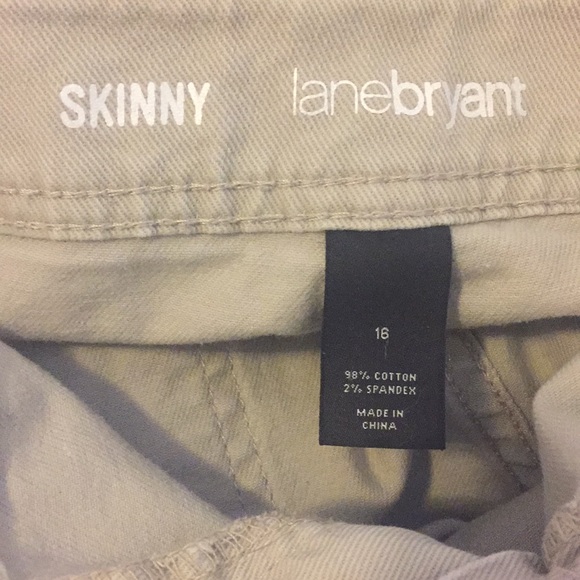 SKINNY lanebryant
16
98% COTTON
2% SPANDEX
MADE IN
CHINA